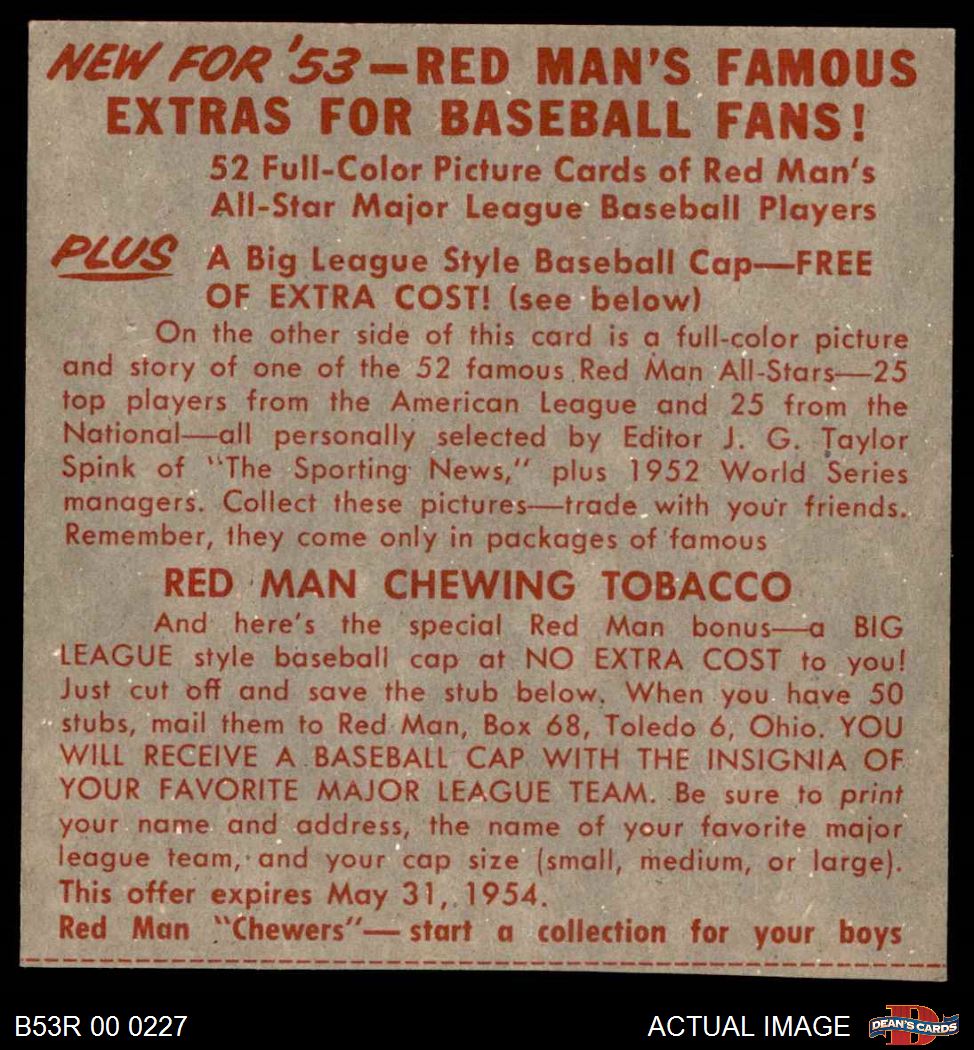 NEW FOR '53—RED MAN'S FAMOUS
EXTRAS FOR BASEBALL FANS!
52 Full-Color Picture Cards of Red Man's
All-Star Major League Baseball Players
PLUS A Big League Style Baseball Cap—FREE
OF EXTRA COST! (see below)
On the other side of this card is a full-color picture
and story of one of the 52 famous Red Man All-Stars—25
top players from the American League and 25 from the
National—all personally selected by Editor J. G. Taylor
Spink of "The Sporting News," plus 1952 World Series
managers. Collect these pictures—trade with your friends.
Remember, they come only in packages of famous
RED MAN CHEWING TOBACCO
And here's the special Red Man bonus—a BIG
LEAGUE style baseball cap at NO EXTRA COST to you!
Just cut off and save the stub below. When you have 50
stubs, mail them to Red Man, Box 68, Toledo 6, Ohio. YOU
WILL RECEIVE A BASEBALL CAP WITH THE INSIGNIA OF
YOUR FAVORITE MAJOR LEAGUE TEAM. Be sure to print
your name and address, the name of your favorite major
league team, and your cap size (small, medium, or large).
This offer expires May 31, 1954.
Red Man "Chewers"—start a collection for your boys
B53R 00 0227
ACTUAL IMAGE
DEAN'S CARDS